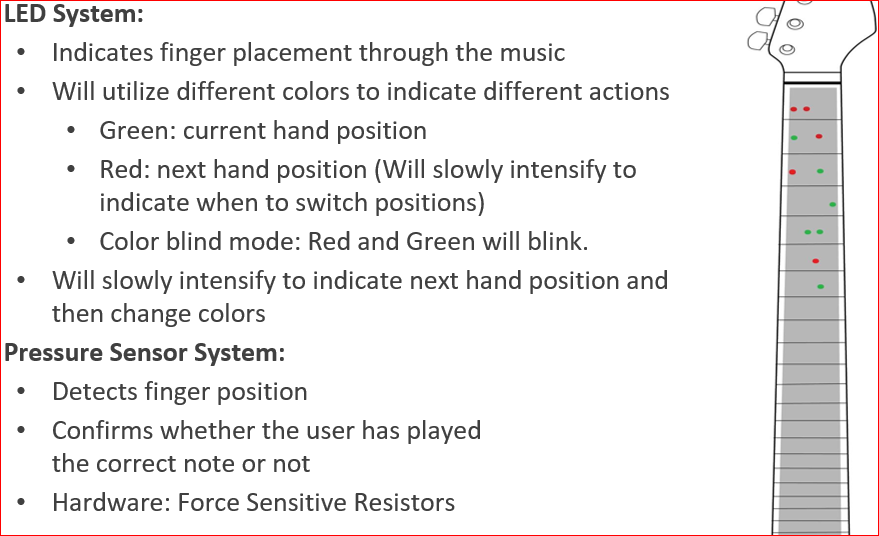 LED System:
• Indicates finger placement through the music
• Will utilize different colors to indicate different actions
• Green: current hand position
• Red: next hand position (Will slowly intensify to
indicate when to switch positions)
• Color blind mode: Red and Green will blink.
• Will slowly intensify to indicate next hand position and
then change colors
Pressure Sensor System:
• Detects finger position
• Confirms whether the user has played
the correct note or not
• Hardware: Force Sensitive Resistors